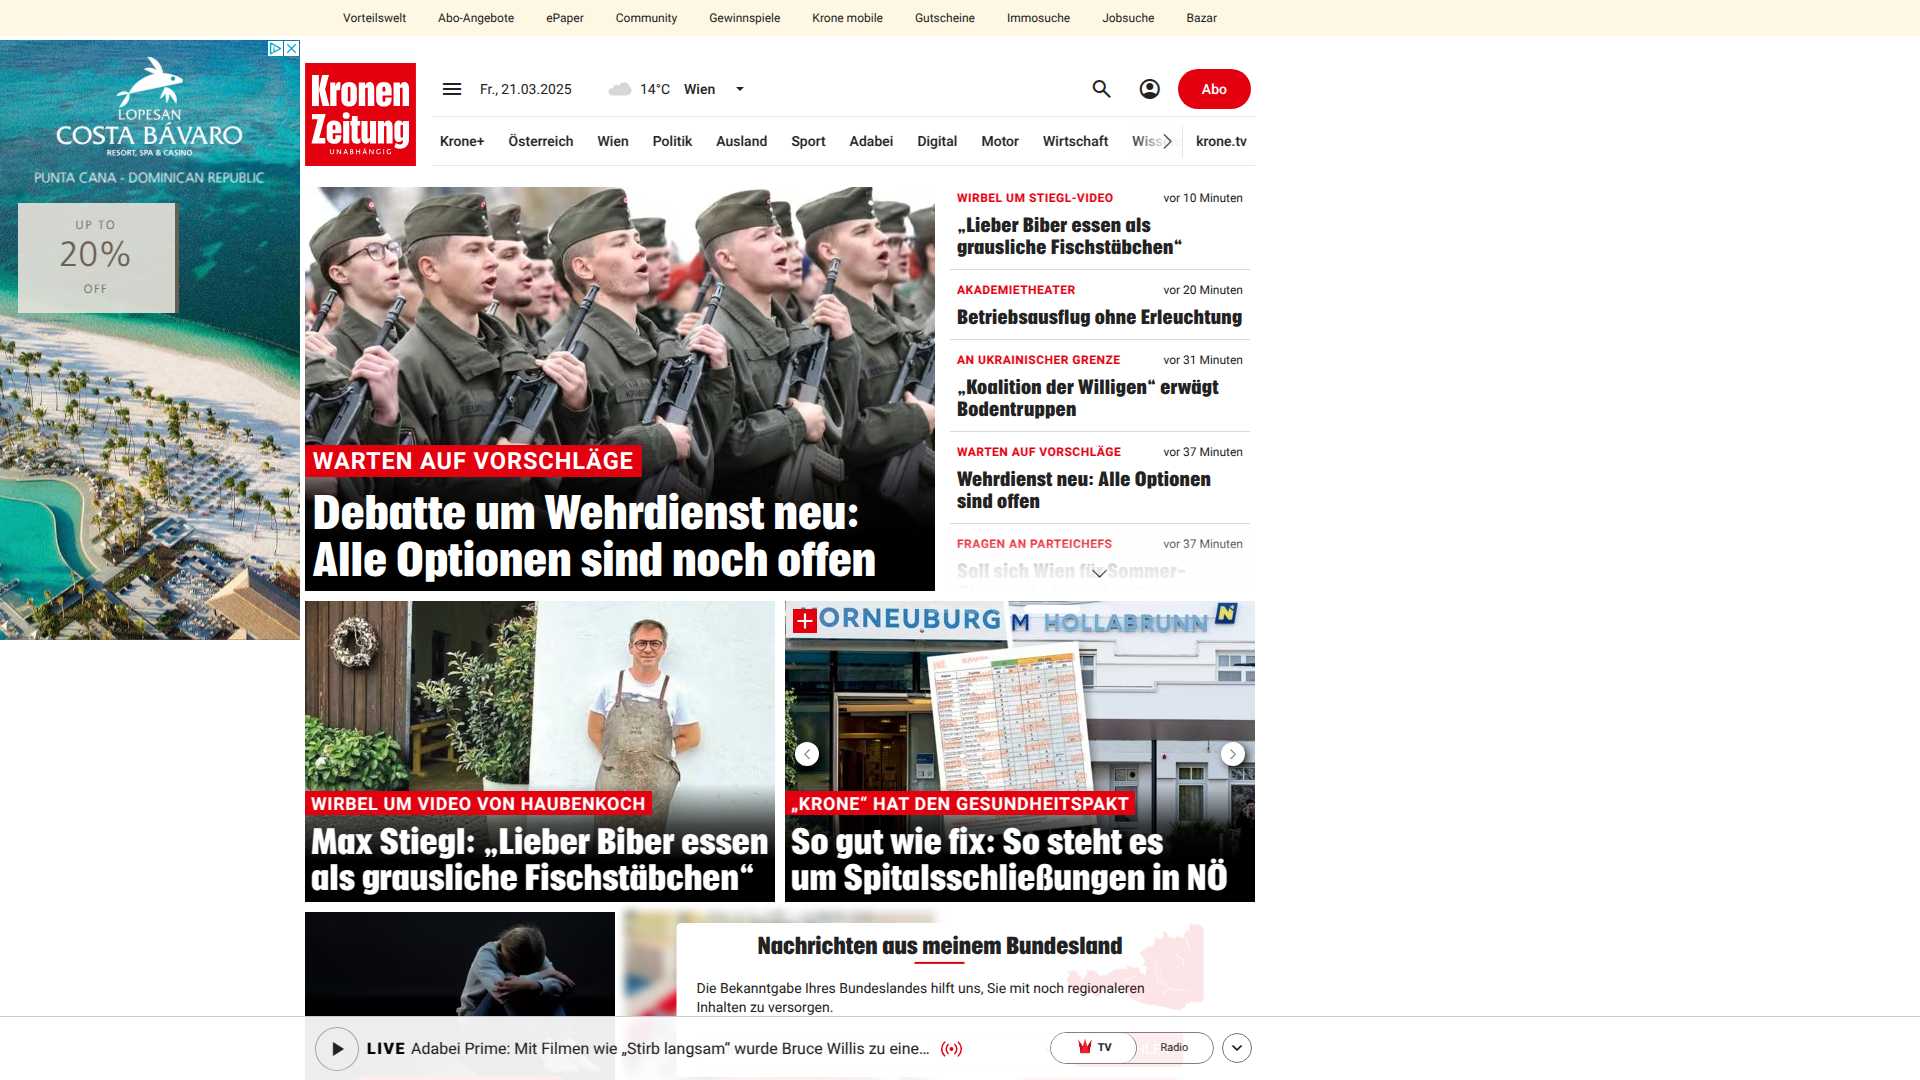 Vorteilswelt Abo-Angebote ePaper Community Gewinnspiele Krone mobile Gutscheine Immosuche Jobsuche Bazar
LOPESAN
COSTA BÁVARO
RESORT, SPA & CASINO
PUNTA CANA - DOMINICAN REPUBLIC
UP TO
20%
OFF
Kronen
Zeitung
UNABHÄNGIG
Fr., 21.03.2025 14°C Wien
Abo
Krone+ Österreich Wien Politik Ausland Sport Adabei Digital Motor Wirtschaft Wiss krone.tv
WARTEN AUF VORSCHLÄGE
Debatte um Wehrdienst neu:
Alle Optionen sind noch offen
WIRBEL UM STIEGL-VIDEO vor 10 Minuten
„Lieber Biber essen als
grausliche Fischstäbchen“
AKADEMIETHEATER vor 20 Minuten
Betriebsausflug ohne Erleuchtung
AN UKRAINISCHER GRENZE vor 31 Minuten
„Koalition der Willigen“ erwägt
Bodentruppen
WARTEN AUF VORSCHLÄGE vor 37 Minuten
Wehrdienst neu: Alle Optionen
sind offen
FRAGEN AN PARTEICHEFS vor 37 Minuten
Soll sich Wien für Sommer-
WIRBEL UM VIDEO VON HAUBENKOCH
Max Stiegl: „Lieber Biber essen
als grausliche Fischstäbchen“
ORNEUBURG
M HOLLABRUNN
„KRONE“ HAT DEN GESUNDHEITSPAKT
So gut wie fix: So steht es
um Spitalsschließungen in NÖ
Nachrichten aus meinem Bundesland
Die Bekanntgabe Ihres Bundeslandes hilft uns, Sie mit noch regionaleren
Inhalten zu versorgen.
LIVE Adabei Prime: Mit Filmen wie „Stirb langsam“ wurde Bruce Willis zu eine...
TV Radio